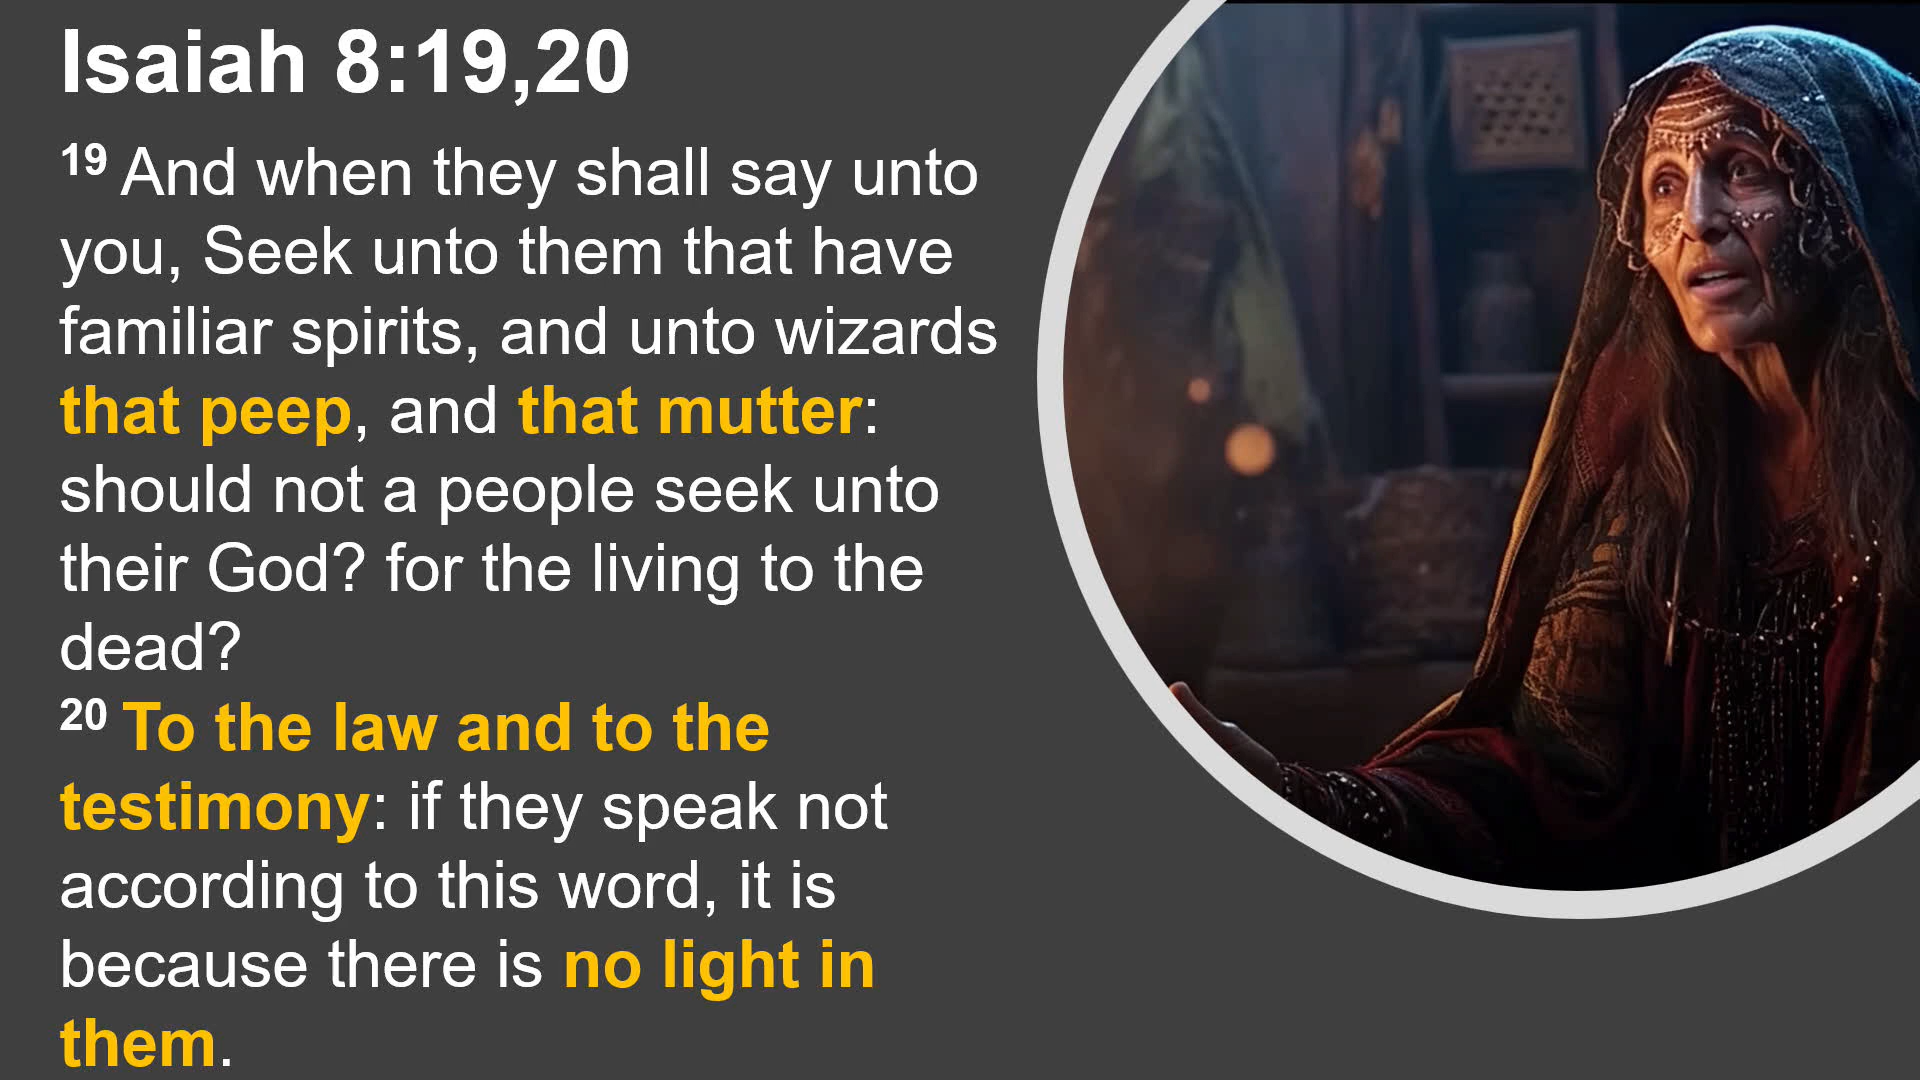 Isaiah 8:19,20
19 And when they shall say unto
you, Seek unto them that have
familiar spirits, and unto wizards
that peep, and that mutter:
should not a people seek unto
their God? for the living to the
dead?
20 To the law and to the
testimony: if they speak not
according to this word, it is
because there is no light in
them.